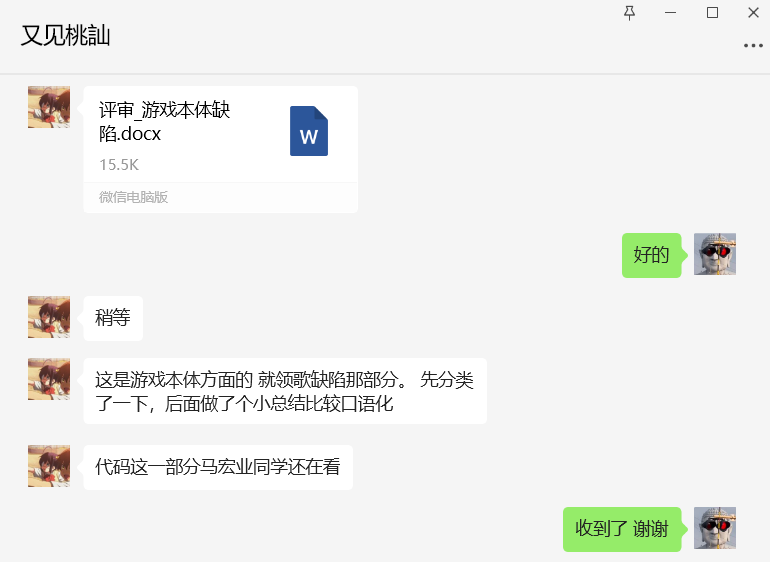 又见桃訕
评审_游戏本体缺
陷.docx
W
15.5K
微信电脑版
好的
稍等
这是游戏本体方面的 就领歌缺陷那部分。 先分类
了一下，后面做了个小总结比较口语化
代码这一部分马宏业同学还在看
收到了 谢谢